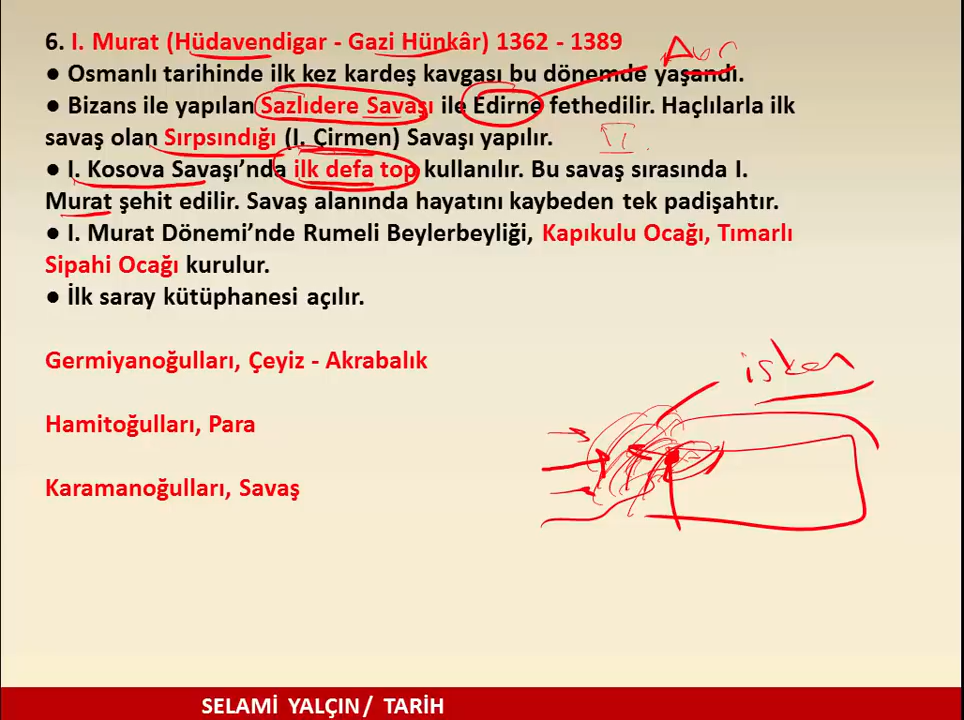 6. I. Murat (Hüdavendigar - Gazi Hünkâr) 1362 - 1389
● Osmanlı tarihinde ilk kez kardeş kavgası bu dönemde yaşandı.
● Bizans ile yapılan Sazlıdere Savaşı ile Edirne fethedilir. Haçlılarla ilk
savaş olan Sırpsındığı (I. Çirmen) Savaşı yapılır.
II
● I. Kosova Savaşı’nda ilk defa top kullanılır. Bu savaş sırasında I.
Murat şehit edilir. Savaş alanında hayatını kaybeden tek padişahtır.
● I. Murat Dönemi’nde Rumeli Beylerbeyliği, Kapıkulu Ocağı, Tımarlı
Sipahi Ocağı kurulur.
● İlk saray kütüphanesi açılır.
Germiyanoğulları, Çeyiz - Akrabalık
isken
Hamitoğulları, Para
Karamanoğulları, Savaş
SELAMİ YALÇIN/ TARİH